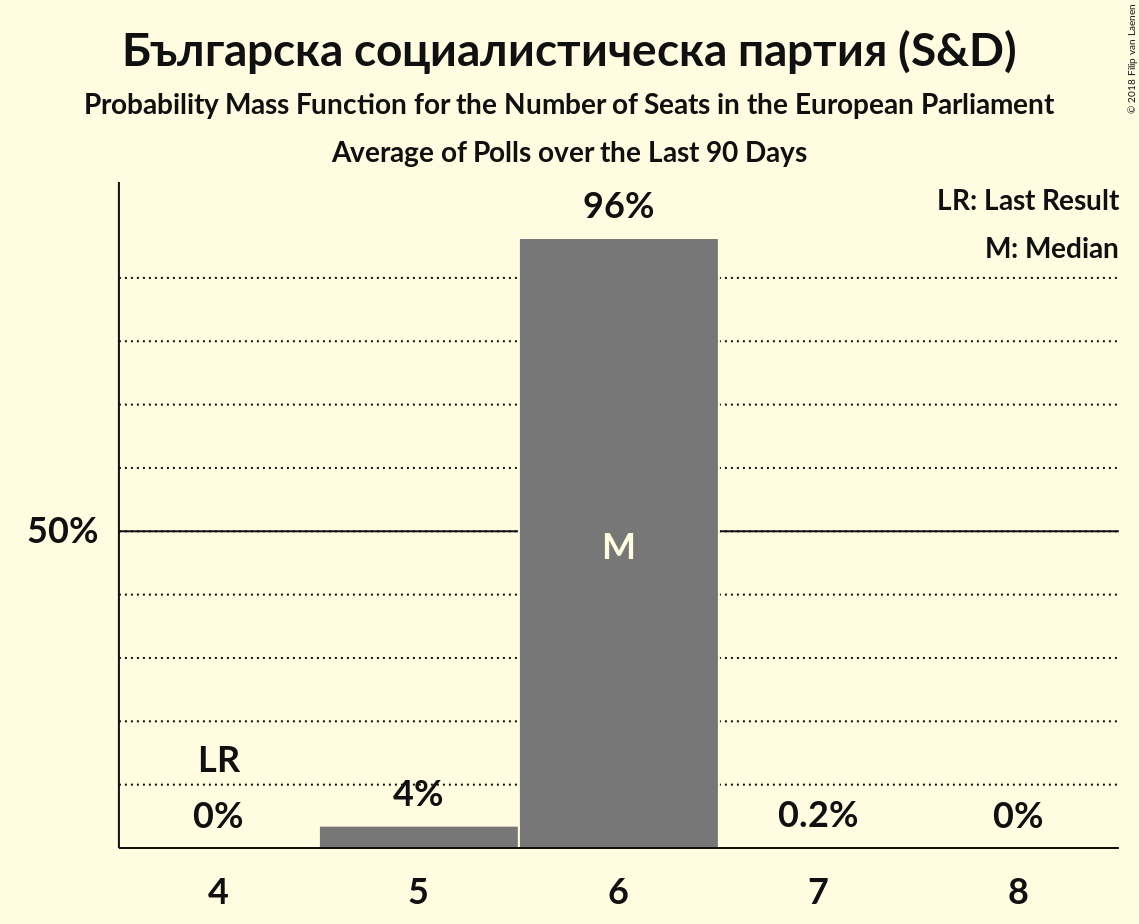 Българска социалистическа партия (S&D)
Probability Mass Function for the Number of Seats in the European Parliament
Average of Polls over the Last 90 Days
© 2018 Filip van Laenen
LR: Last Result
M: Median
96%
50%
M
LR
0%
4%
0.2%
0%
4 5 6 7 8